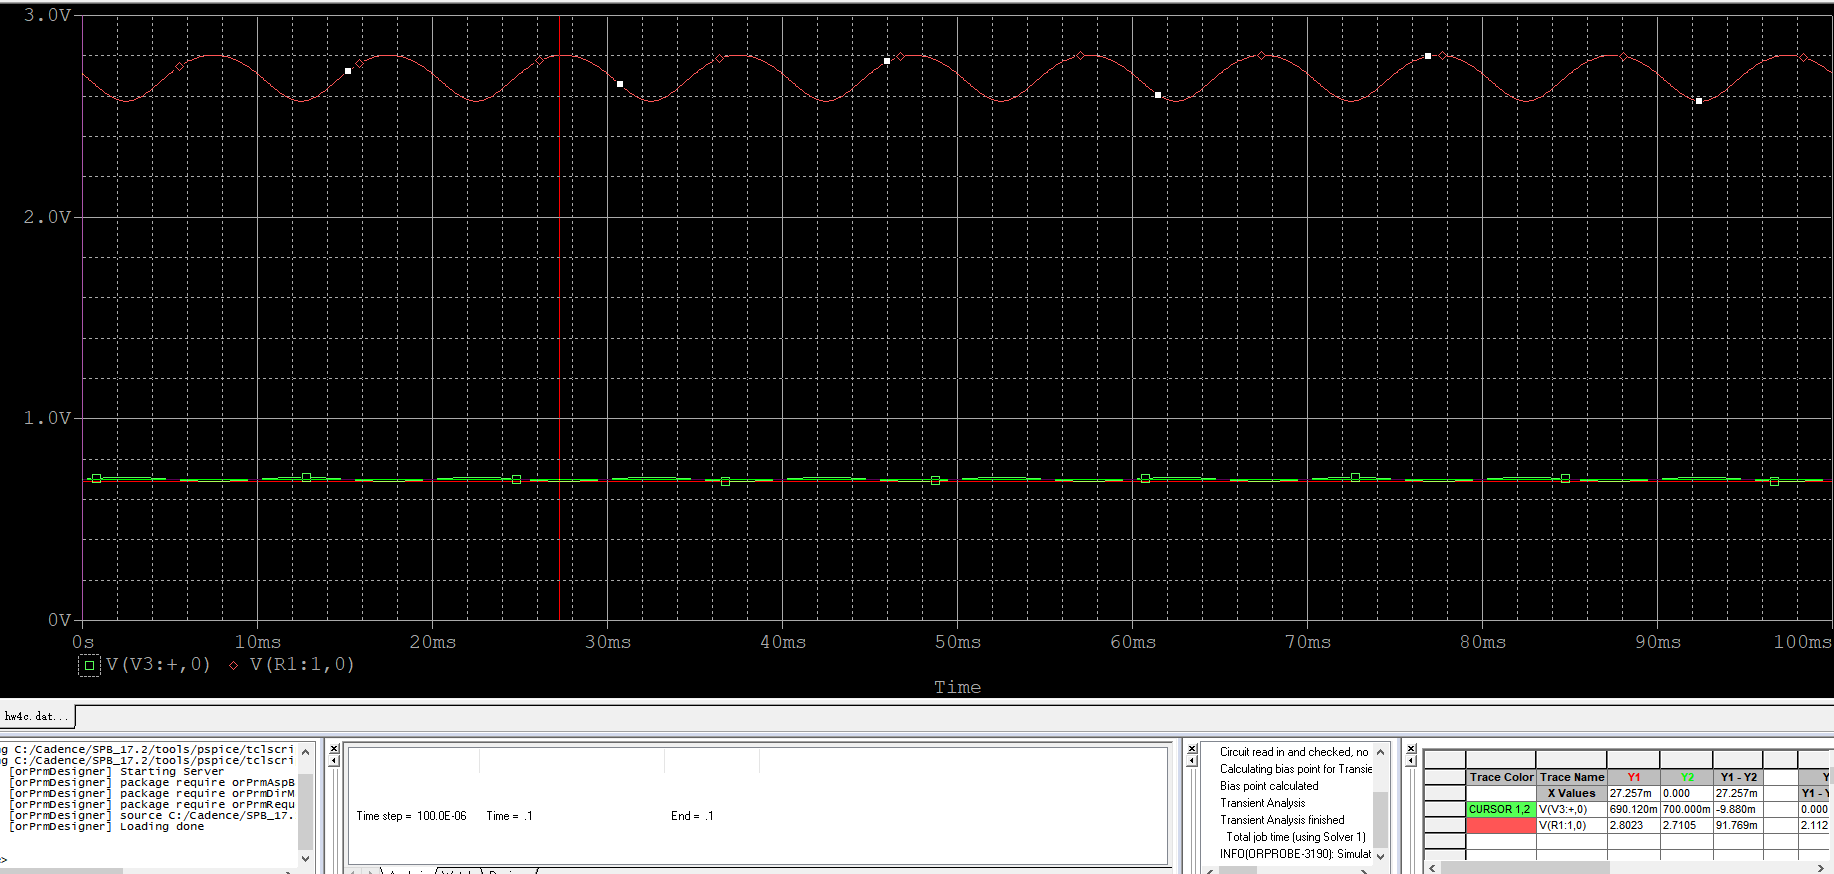 3.0V
2.0V
1.0V
0V
0s 10ms 20ms 30ms 40ms 50ms 60ms 70ms 80ms 90ms 100ms
V(V3:+,0) V(R1:1,0)
Time
hw4c.dat...
g C:/Cadence/SPB_17.2/tools/pspice/tclscri
g C:/Cadence/SPB_17.2/tools/pspice/tclscri
[orPrmDesigner] Starting Server
[orPrmDesigner] package require orPrmAspB
[orPrmDesigner] package require orPrmDirM
[orPrmDesigner] package require orPrmRequ
[orPrmDesigner] source C:/Cadence/SPB_17.
[orPrmDesigner] Loading done
>
Time step = 100.0E-06 Time = .1 End = .1
Circuit read in and checked, no
Calculating bias point for Transie
Bias point calculated
Transient Analysis
Transient Analysis finished
Total job time (using Solver 1)
INFO(ORPROBE-3190): Simulat
Trace Color Trace Name Y1 Y2 Y1 - Y2 Y
X Values 27.257m 0.000 27.257m Y1 - Y
CURSOR 1,2 V(V3:+,0) 690.120m 700.000m -9.880m 0.000
V(R1:1,0) 2.8023 2.7105 91.769m 2.112